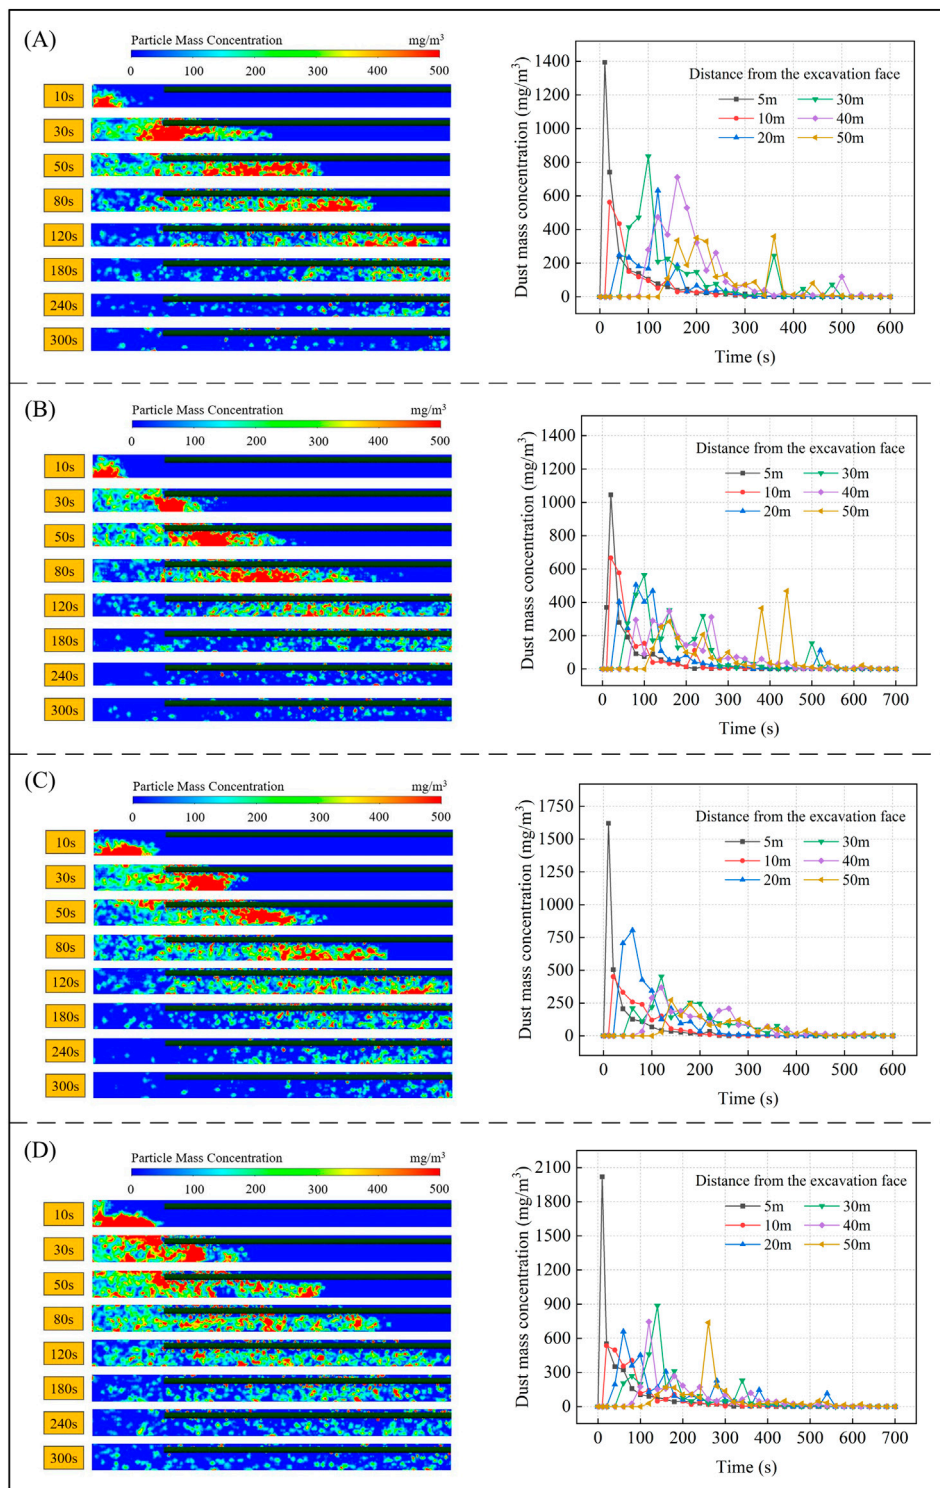 (A)
Particle Mass Concentration mg/m³
0 100 200 300 400 500
10s
30s
50s
80s
120s
180s
240s
300s
Dust mass concentration (mg/m³)
1400
1200
1000
800
600
400
200
0
Distance from the excavation face
5m 30m
10m 40m
20m 50m
0 100 200 300 400 500 600
Time (s)
(B)
Particle Mass Concentration mg/m³
0 100 200 300 400 500
10s
30s
50s
80s
120s
180s
240s
300s
Dust mass concentration (mg/m³)
1400
1200
1000
800
600
400
200
0
Distance from the excavation face
5m 30m
10m 40m
20m 50m
0 100 200 300 400 500 600 700
Time (s)
(C)
Particle Mass Concentration mg/m³
0 100 200 300 400 500
10s
30s
50s
80s
120s
180s
240s
300s
Dust mass concentration (mg/m³)
1750
1500
1250
1000
750
500
250
0
Distance from the excavation face
5m 30m
10m 40m
20m 50m
0 100 200 300 400 500 600
Time (s)
(D)
Particle Mass Concentration mg/m³
0 100 200 300 400 500
10s
30s
50s
80s
120s
180s
240s
300s
Dust mass concentration (mg/m³)
2100
1800
1500
1200
900
600
300
0
Distance from the excavation face
5m 30m
10m 40m
20m 50m
0 100 200 300 400 500 600 700
Time (s)